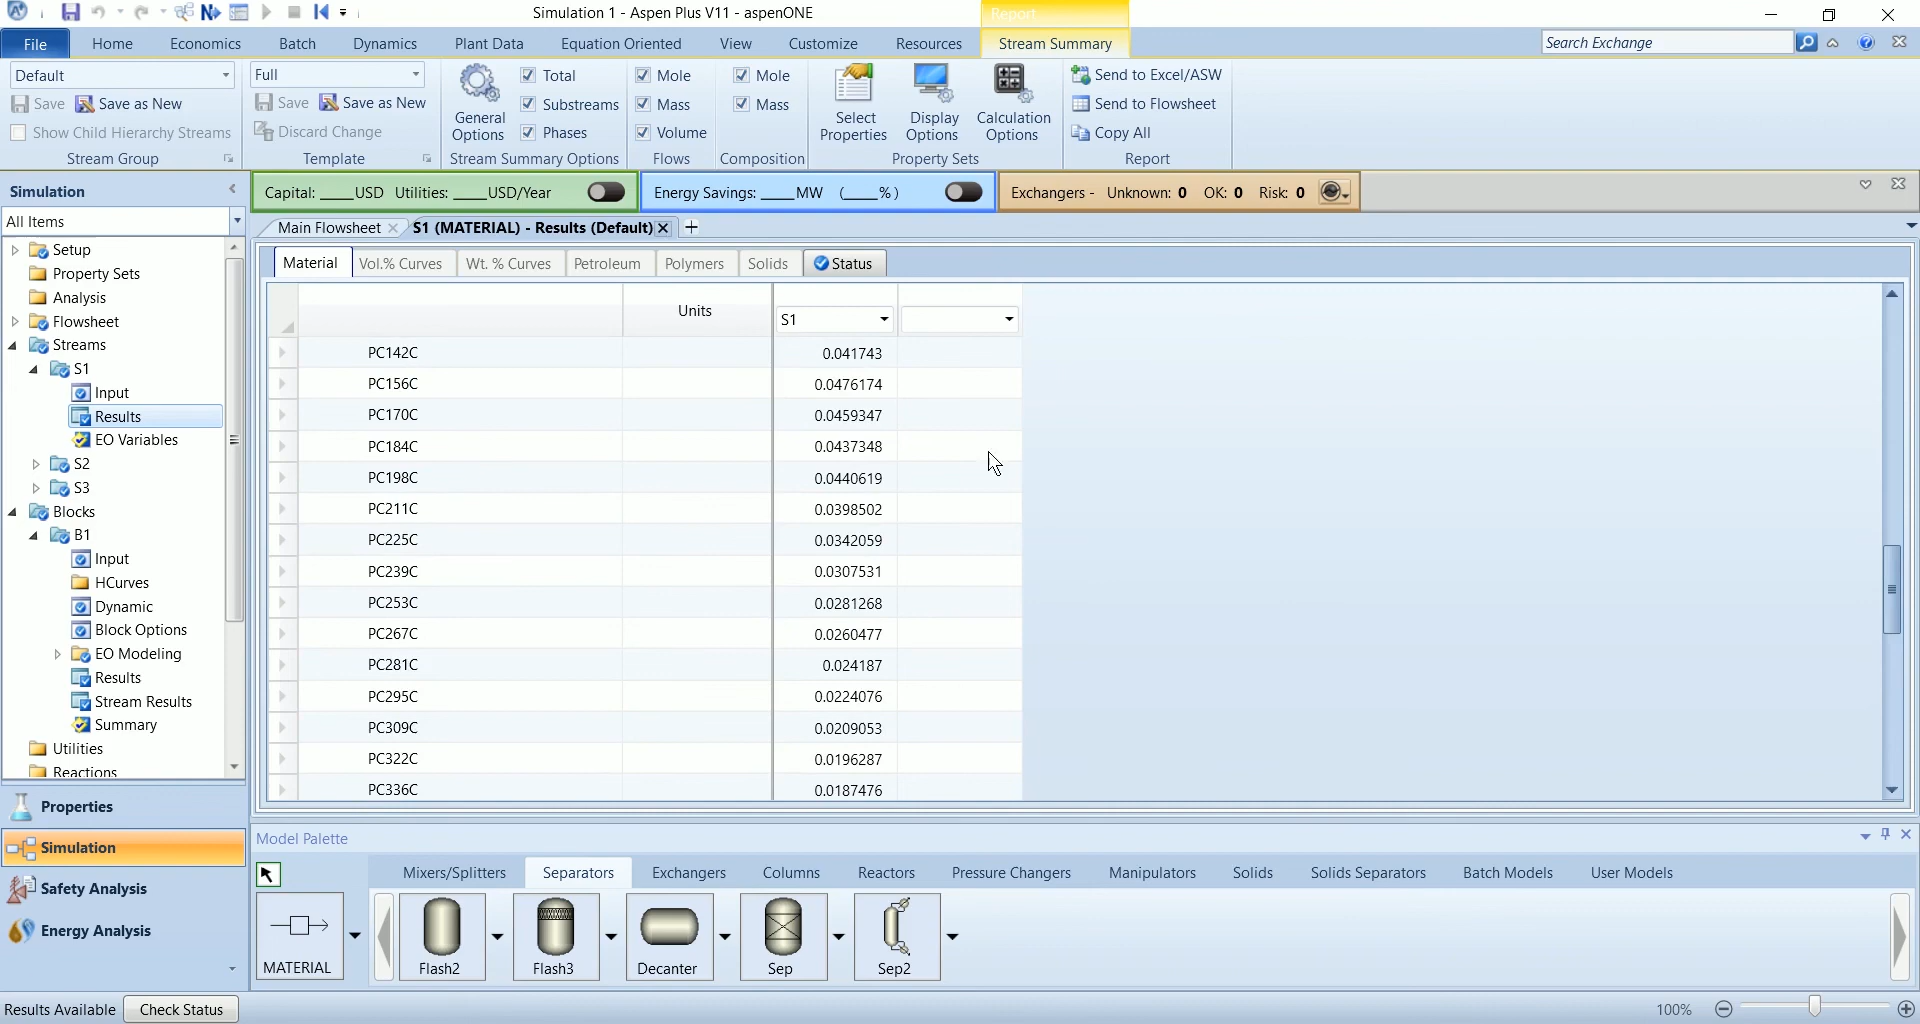 Simulation 1 - Aspen Plus V11 - aspenONE
Report
File Home Economics Batch Dynamics Plant Data Equation Oriented View Customize Resources Stream Summary Search Exchange
Default
Save Save as New
Show Child Hierarchy Streams
Stream Group
Full
Save Save as New
Discard Change
Template
General Options
Total
Substreams
Phases
Stream Summary Options
Mole
Mass
Volume
Flows
Mole
Mass
Composition
Select Properties
Display Options
Calculation Options
Property Sets
Send to Excel/ASW
Send to Flowsheet
Copy All
Report
Simulation
All Items
Setup
Property Sets
Analysis
Flowsheet
Streams
S1
Input
Results
EO Variables
S2
S3
Blocks
B1
Input
HCurves
Dynamic
Block Options
EO Modeling
Results
Stream Results
Summary
Utilities
Reactions
Properties
Simulation
Safety Analysis
Energy Analysis
Capital: ____USD Utilities: ____USD/Year
Energy Savings: ____MW (____%)
Exchangers - Unknown: 0 OK: 0 Risk: 0
Main Flowsheet S1 (MATERIAL) - Results (Default) +
Material Vol.% Curves Wt. % Curves Petroleum Polymers Solids Status
Units S1
PC142C 0.041743
PC156C 0.0476174
PC170C 0.0459347
PC184C 0.0437348
PC198C 0.0440619
PC211C 0.0398502
PC225C 0.0342059
PC239C 0.0307531
PC253C 0.0281268
PC267C 0.0260477
PC281C 0.024187
PC295C 0.0224076
PC309C 0.0209053
PC322C 0.0196287
PC336C 0.0187476
Model Palette
Mixers/Splitters Separators Exchangers Columns Reactors Pressure Changers Manipulators Solids Solids Separators Batch Models User Models
MATERIAL Flash2 Flash3 Decanter Sep Sep2
Results Available Check Status 100%